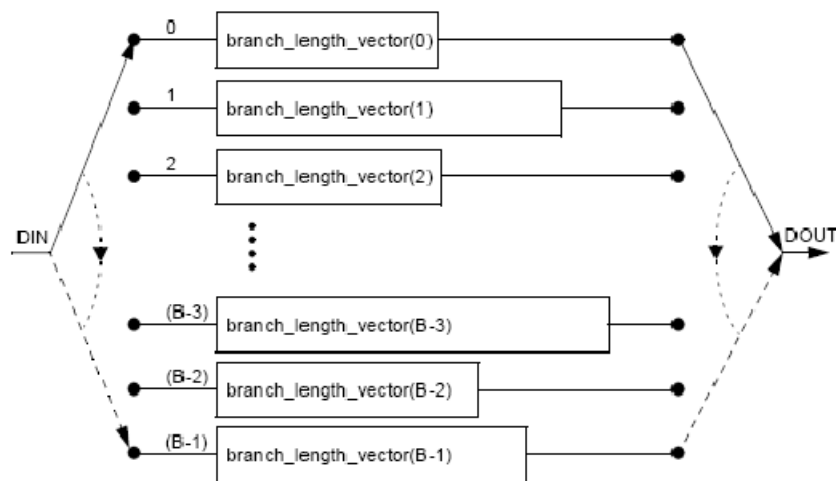 0 branch_length_vector(0)
1 branch_length_vector(1)
2 branch_length_vector(2)
DIN DOUT
(B-3) branch_length_vector(B-3)
(B-2) branch_length_vector(B-2)
(B-1) branch_length_vector(B-1)